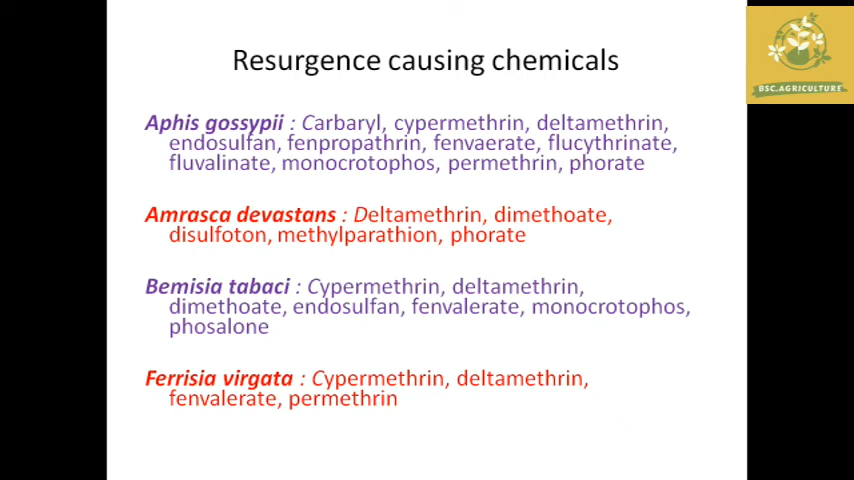 Resurgence causing chemicals
BSC.AGRICULTURE
Aphis gossypii : Carbaryl, cypermethrin, deltamethrin,
endosulfan, fenpropathrin, fenvaerate, flucythrinate,
fluvalinate, monocrotophos, permethrin, phorate
Amrasca devastans : Deltamethrin, dimethoate,
disulfoton, methylparathion, phorate
Bemisia tabaci : Cypermethrin, deltamethrin,
dimethoate, endosulfan, fenvalerate, monocrotophos,
phosalone
Ferrisia virgata : Cypermethrin, deltamethrin,
fenvalerate, permethrin